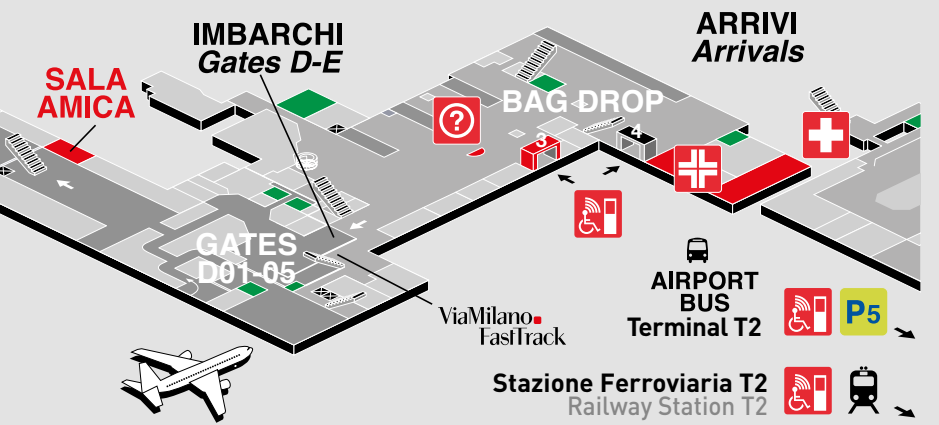 IMBARCHI
Gates D-E
ARRIVI
Arrivals
SALA
AMICA
?
BAG DROP
3
4
GATES
D01-05
AIRPORT
BUS
Terminal T2
P5
ViaMilano
FastTrack
Stazione Ferroviaria T2
Railway Station T2